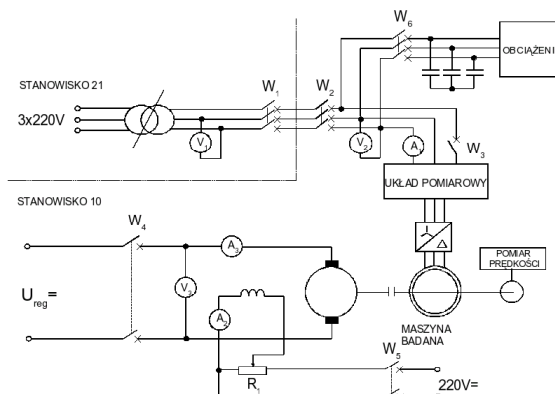 W6
OBCIĄŻENI
STANOWISKO 21
W1
W2
3x220V
V1
V2
A1
W3
UKŁAD POMIAROWY
STANOWISKO 10
W4
A3
POMIAR
PRĘDKOŚCI
Ureg=
V3
A2
MASZYNA
BADANA
W5
R1
220V=